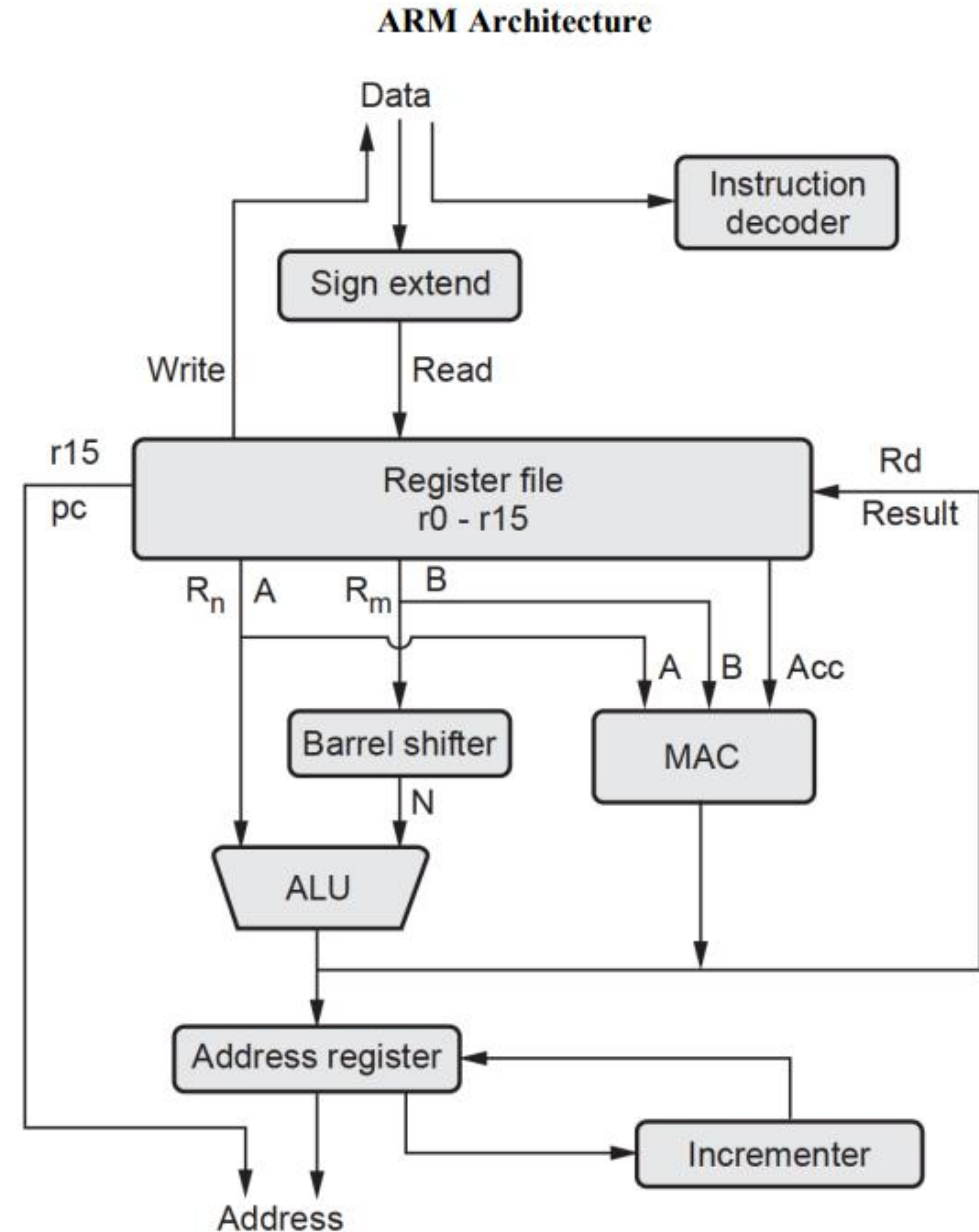 ARM Architecture
Data
Instruction
decoder
Sign extend
Write
Read
r15
pc
Register file
r0 - r15
Rd
Result
Rn
A
Rm
B
A
B
Acc
Barrel shifter
MAC
N
ALU
Address register
Incrementer
Address